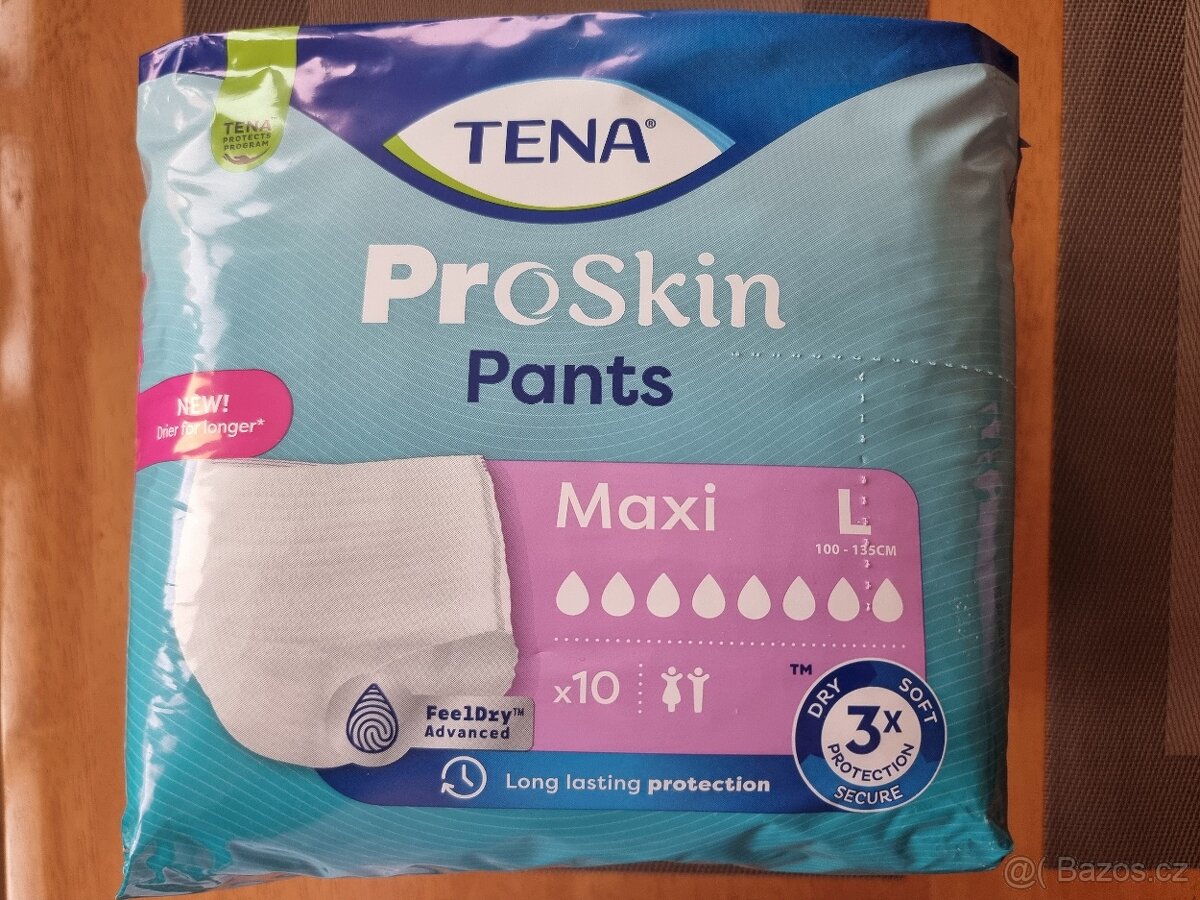 TENA
PROTECTS
PROGRAM
TENA®
ProSkin
Pants
NEW!
Drier for longer*
Maxi
L
100 - 135CM
x10
FeelDry™
Advanced
Long lasting protection
™
DRY
SOFT
3x
PROTECTION
SECURE
@( Bazos.cz